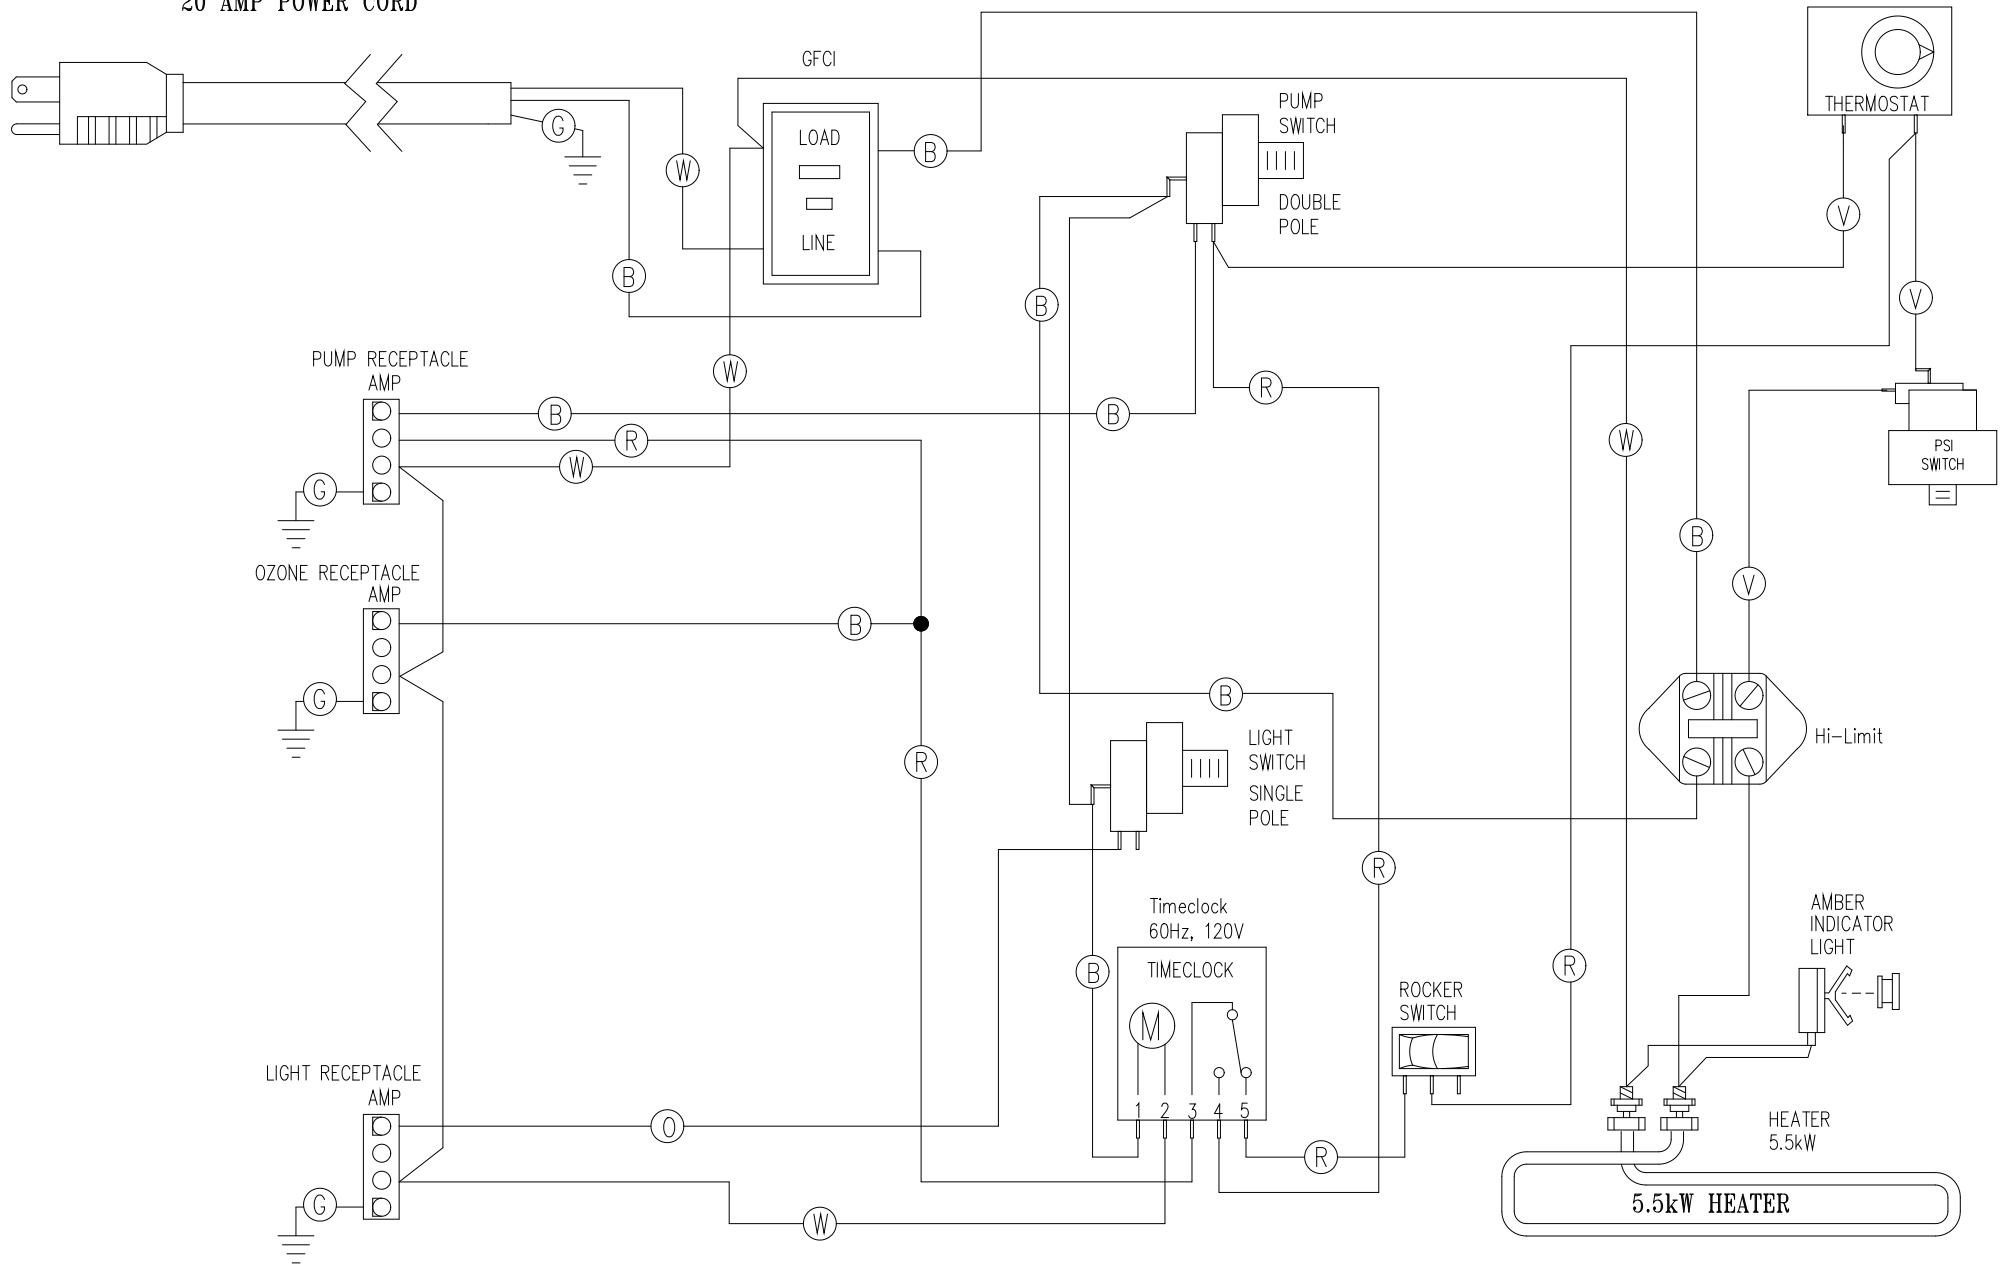 20 AMP POWER CORD
GFCI
LOAD
LINE
G
W
B
B
PUMP
SWITCH
DOUBLE
POLE
THERMOSTAT
V
V
B
W
R
PUMP RECEPTACLE
AMP
B
B
R
W
G
W
PSI
SWITCH
B
V
OZONE RECEPTACLE
AMP
B
G
B
R
LIGHT
SWITCH
SINGLE
POLE
Hi-Limit
R
Timeclock
60Hz, 120V
TIMECLOCK
M
B
1 2 3 4 5
ROCKER
SWITCH
R
R
AMBER
INDICATOR
LIGHT
LIGHT RECEPTACLE
AMP
O
G
W
HEATER
5.5kW
5.5kW HEATER